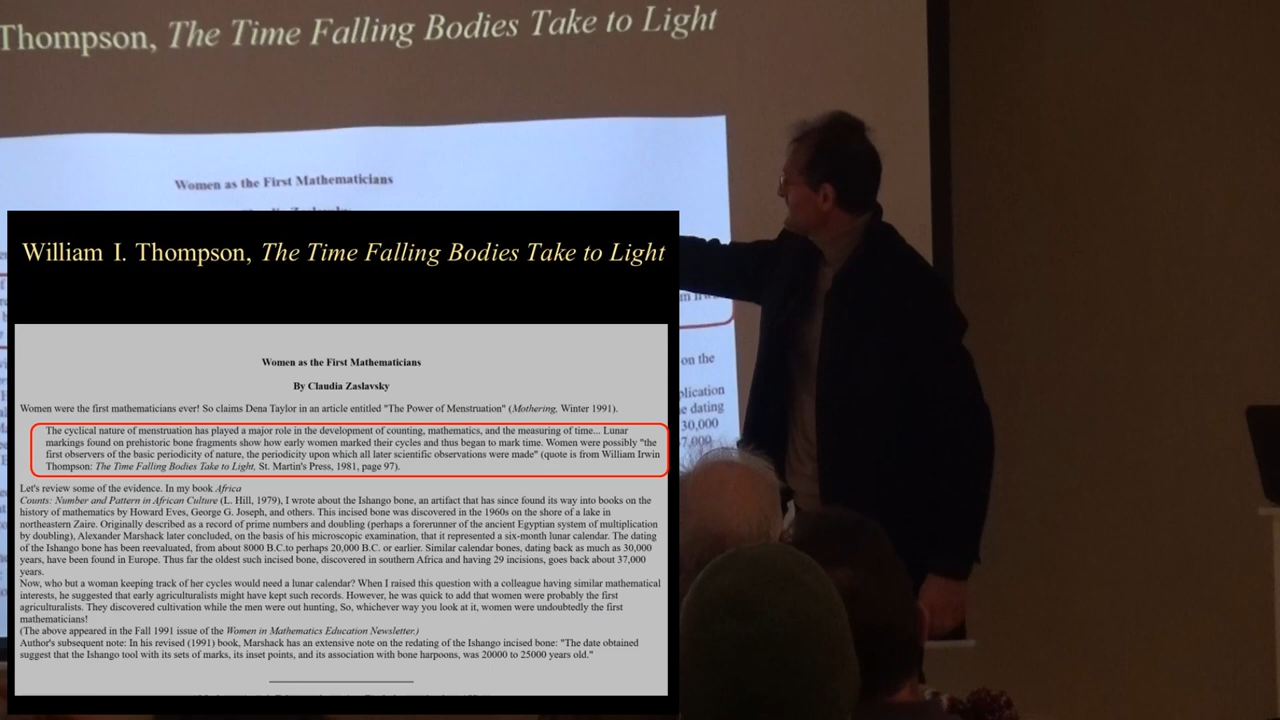 Thompson, The Time Falling Bodies Take to Light
Women as the First Mathematicians
William I. Thompson, The Time Falling Bodies Take to Light
Women as the First Mathematicians
By Claudia Zaslavsky
Women were the first mathematicians ever! So claims Dena Taylor in an article entitled "The Power of Menstruation" (Mothering, Winter 1991).
The cyclical nature of menstruation has played a major role in the development of counting, mathematics, and the measuring of time... Lunar
markings found on prehistoric bone fragments show how early women marked their cycles and thus began to mark time. Women were possibly "the
first observers of the basic periodicity of nature, the periodicity upon which all later scientific observations were made" (quote is from William Irwin
Thompson: The Time Falling Bodies Take to Light, St. Martin's Press, 1981, page 97).
Let's review some of the evidence. In my book Africa
Counts: Number and Pattern in African Culture (L. Hill, 1979), I wrote about the Ishango bone, an artifact that has since found its way into books on the
history of mathematics by Howard Eves, George G. Joseph, and others. This incised bone was discovered in the 1960s on the shore of a lake in
northeastern Zaire. Originally described as a record of prime numbers and doubling (perhaps a forerunner of the ancient Egyptian system of multiplication
by doubling), Alexander Marshack later concluded, on the basis of his microscopic examination, that it represented a six-month lunar calendar. The dating
of the Ishango bone has been reevaluated, from about 8000 B.C.to perhaps 20,000 B.C. or earlier. Similar calendar bones, dating back as much as 30,000
years, have been found in Europe. Thus far the oldest such incised bone, discovered in southern Africa and having 29 incisions, goes back about 37,000
years.
Now, who but a woman keeping track of her cycles would need a lunar calendar? When I raised this question with a colleague having similar mathematical
interests, he suggested that early agriculturalists might have kept such records. However, he was quick to add that women were probably the first
agriculturalists. They discovered cultivation while the men were out hunting, So, whichever way you look at it, women were undoubtedly the first
mathematicians!
(The above appeared in the Fall 1991 issue of the Women in Mathematics Education Newsletter.)
Author's subsequent note: In his revised (1991) book, Marshack has an extensive note on the redating of the Ishango incised bone: "The date obtained
suggest that the Ishango tool with its sets of marks, its inset points, and its association with bone harpoons, was 20000 to 25000 years old."
on the
plication
e dating
30,000
7,000